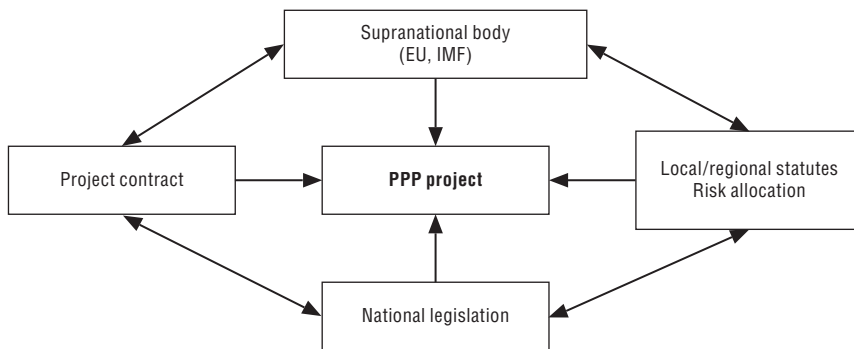 Supranational body
(EU, IMF)
Project contract
PPP project
Local/regional statutes
Risk allocation
National legislation